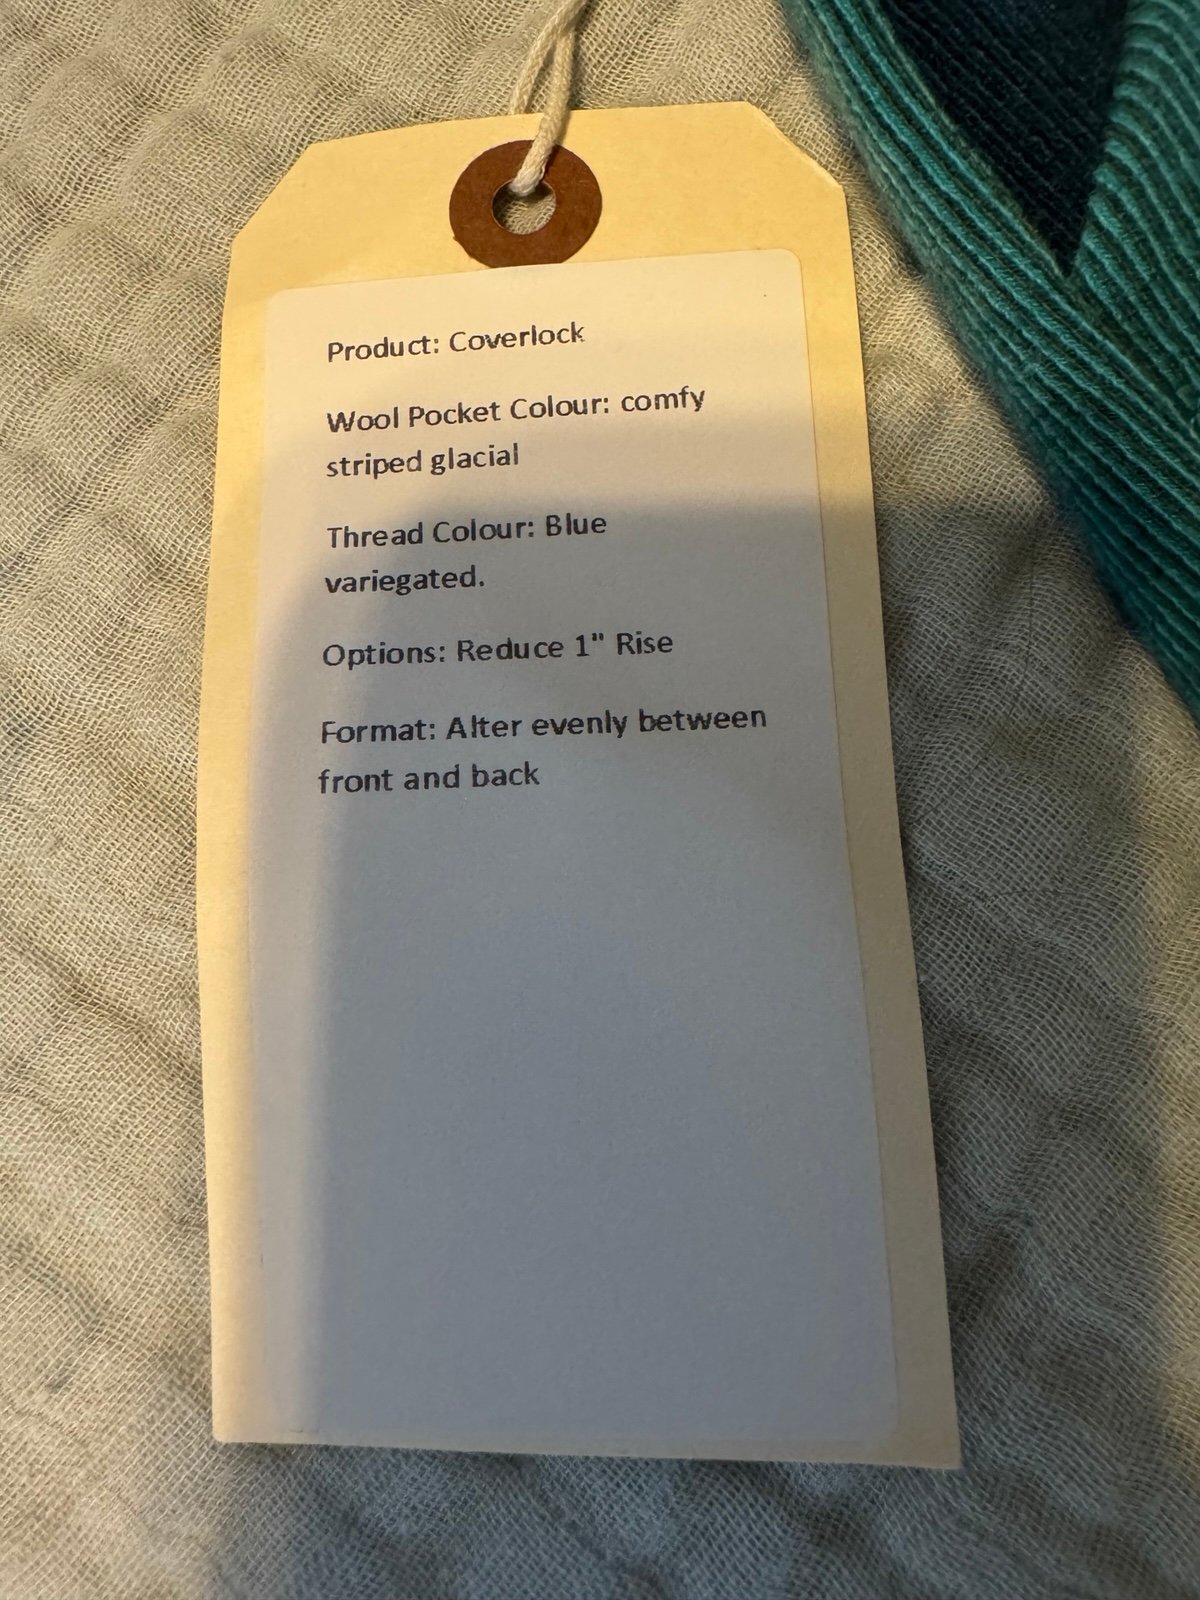 Product: Coverlock
Wool Pocket Colour: comfy
striped glacial
Thread Colour: Blue
variegated.
Options: Reduce 1" Rise
Format: Alter evenly between
front and back